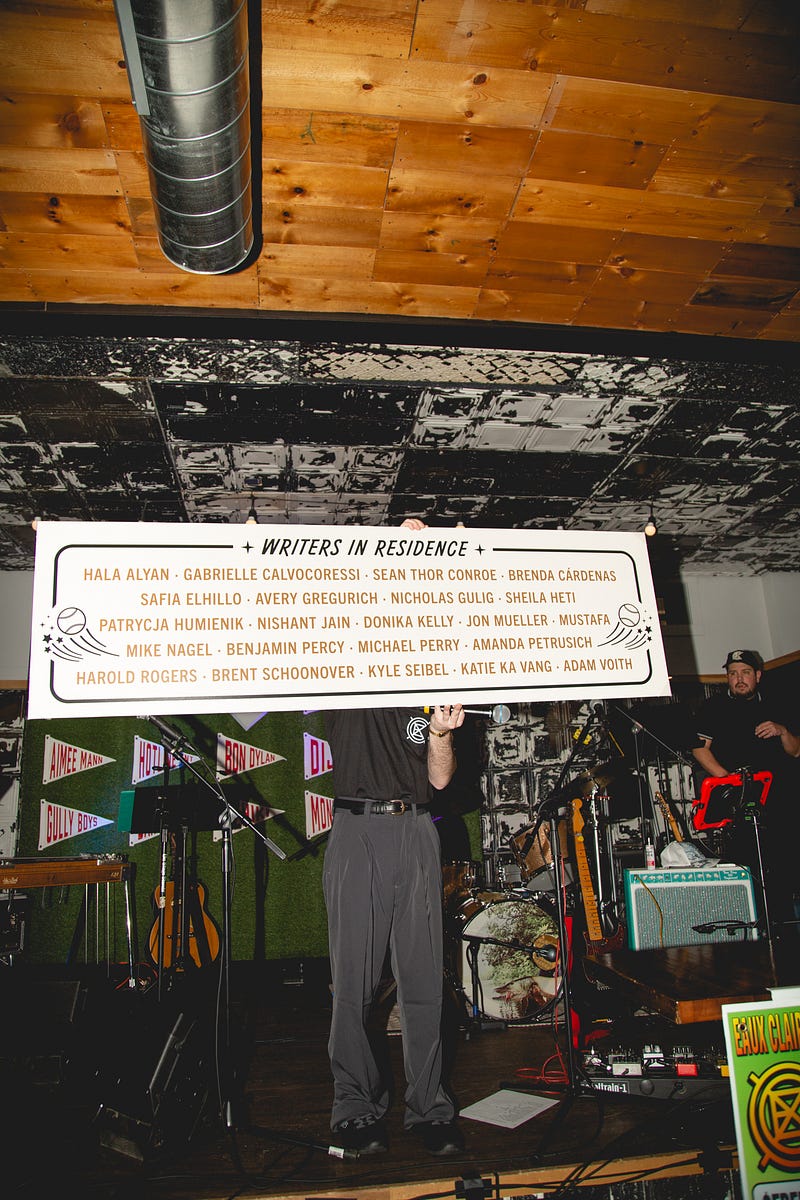 WRITERS IN RESIDENCE
HALA ALYAN · GABRIELLE CALVOCORESSI · SEAN THOR CONROE · BRENDA CÁRDENAS
SAFIA ELHILLO · AVERY GREGURICH · NICHOLAS GULIG · SHEILA HETI
PATRYCJA HUMIENIK · NISHANT JAIN · DONIKA KELLY · JON MUELLER · MUSTAFA
MIKE NAGEL · BENJAMIN PERCY · MICHAEL PERRY · AMANDA PETRUSICH
HAROLD ROGERS · BRENT SCHOONOVER · KYLE SEIBEL · KATIE KA VANG · ADAM VOITH
AIMEE MANN
BON DYLAN
GULLY BOYS
EAUX